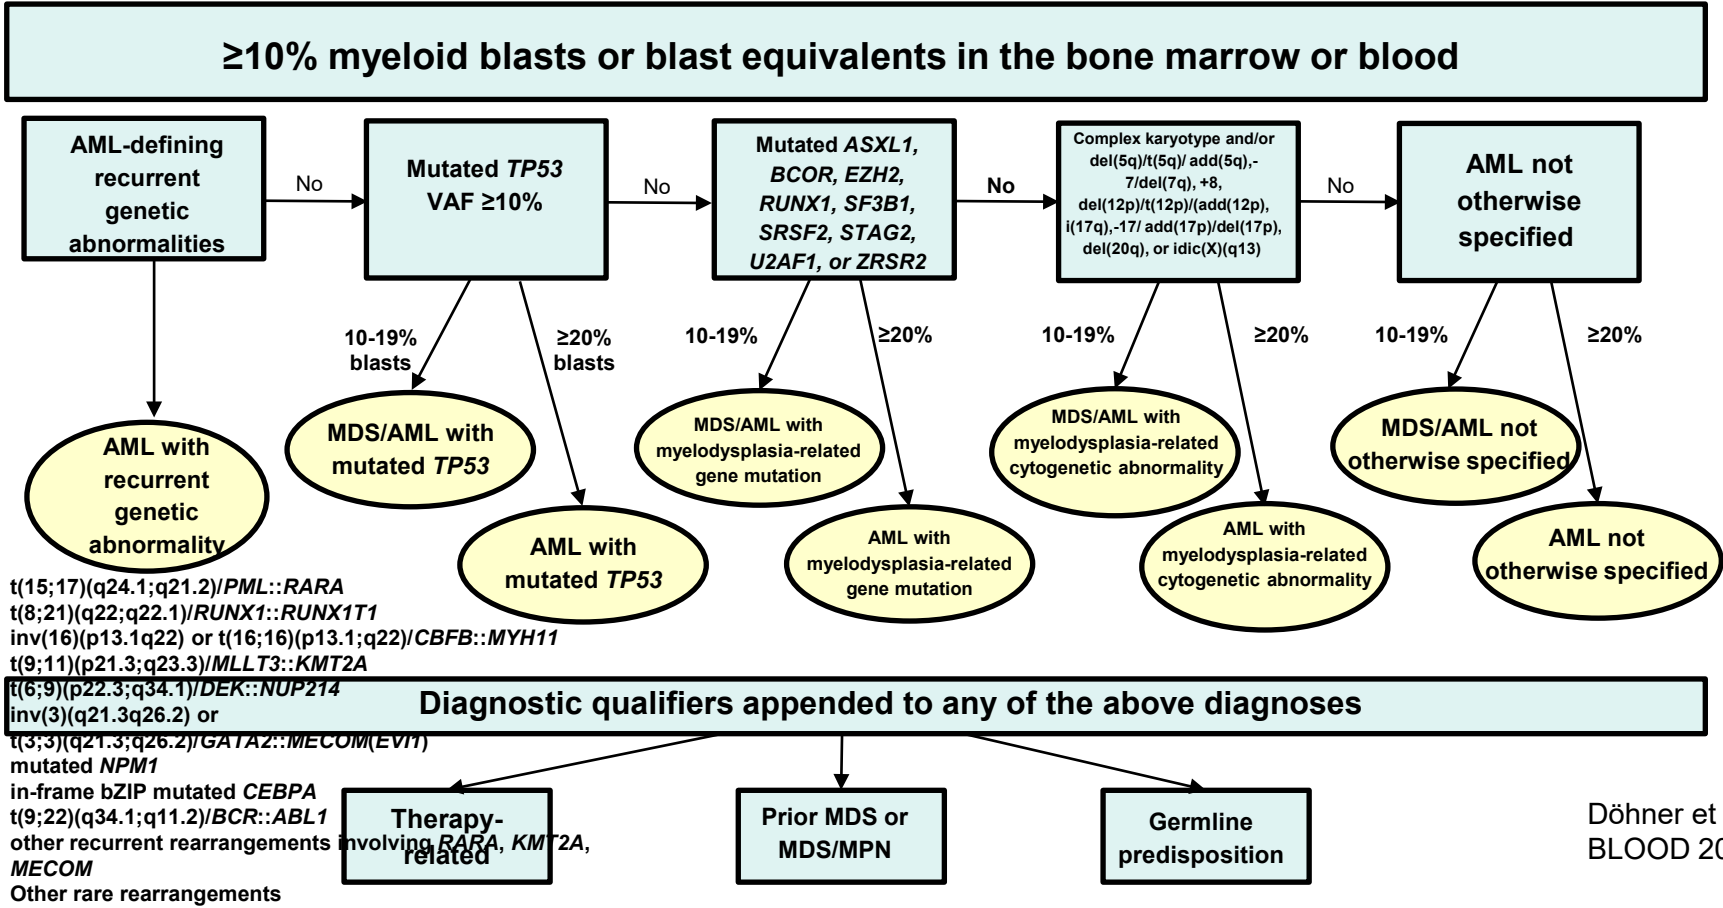 ≥10% myeloid blasts or blast equivalents in the bone marrow or blood
AML-defining
recurrent
genetic
abnormalities
No
Mutated TP53
VAF ≥10%
No
Mutated ASXL1,
BCOR, EZH2,
RUNX1, SF3B1,
SRSF2, STAG2,
U2AF1, or ZRSR2
No
Complex karyotype and/or
del(5q)/t(5q)/ add(5q),-
7/del(7q), +8,
del(12p)/t(12p)/(add(12p),
i(17q),-17/ add(17p)/del(17p),
del(20q), or idic(X)(q13)
No
AML not
otherwise
specified
10-19%
blasts
≥20%
blasts
10-19%
≥20%
10-19%
≥20%
10-19%
≥20%
AML with
recurrent
genetic
abnormality
MDS/AML with
mutated TP53
AML with
mutated TP53
MDS/AML with
myelodysplasia-related
gene mutation
AML with
myelodysplasia-related
gene mutation
MDS/AML with
myelodysplasia-related
cytogenetic abnormality
AML with
myelodysplasia-related
cytogenetic abnormality
MDS/AML not
otherwise specified
AML not
otherwise specified
t(15;17)(q24.1;q21.2)/PML::RARA
t(8;21)(q22;q22.1)/RUNX1::RUNX1T1
inv(16)(p13.1q22) or t(16;16)(p13.1;q22)/CBFB::MYH11
t(9;11)(p21.3;q23.3)/MLLT3::KMT2A
t(6;9)(p22.3;q34.1)/DEK::NUP214
inv(3)(q21.3q26.2) or
t(3;3)(q21.3;q26.2)/GATA2::MECOM(EVI1)
mutated NPM1
in-frame bZIP mutated CEBPA
t(9;22)(q34.1;q11.2)/BCR::ABL1
other recurrent rearrangements involving RARA, KMT2A,
MECOM
Other rare rearrangements
Diagnostic qualifiers appended to any of the above diagnoses
Therapy-
related
Prior MDS or
MDS/MPN
Germline
predisposition
Döhner et
BLOOD 20